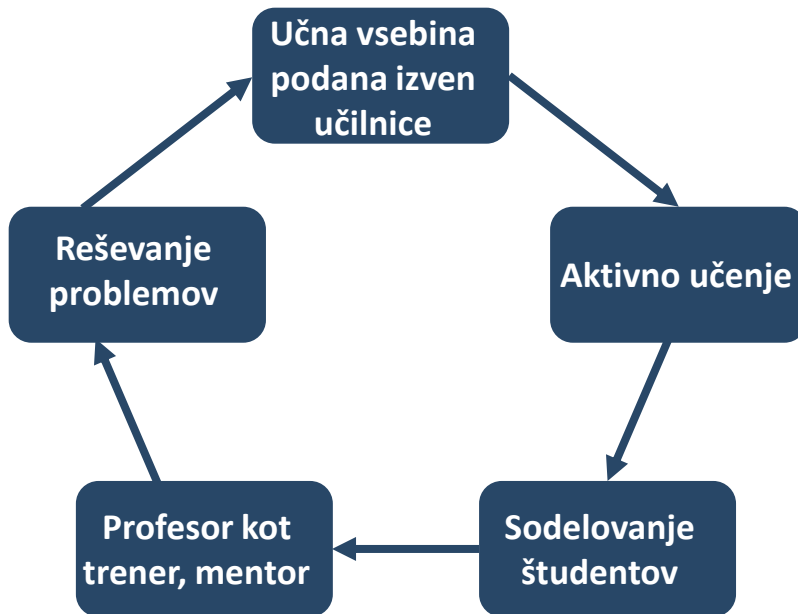 Učna vsebina
podana izven
učilnice
Aktivno učenje
Sodelovanje
študentov
Profesor kot
trener, mentor
Reševanje
problemov